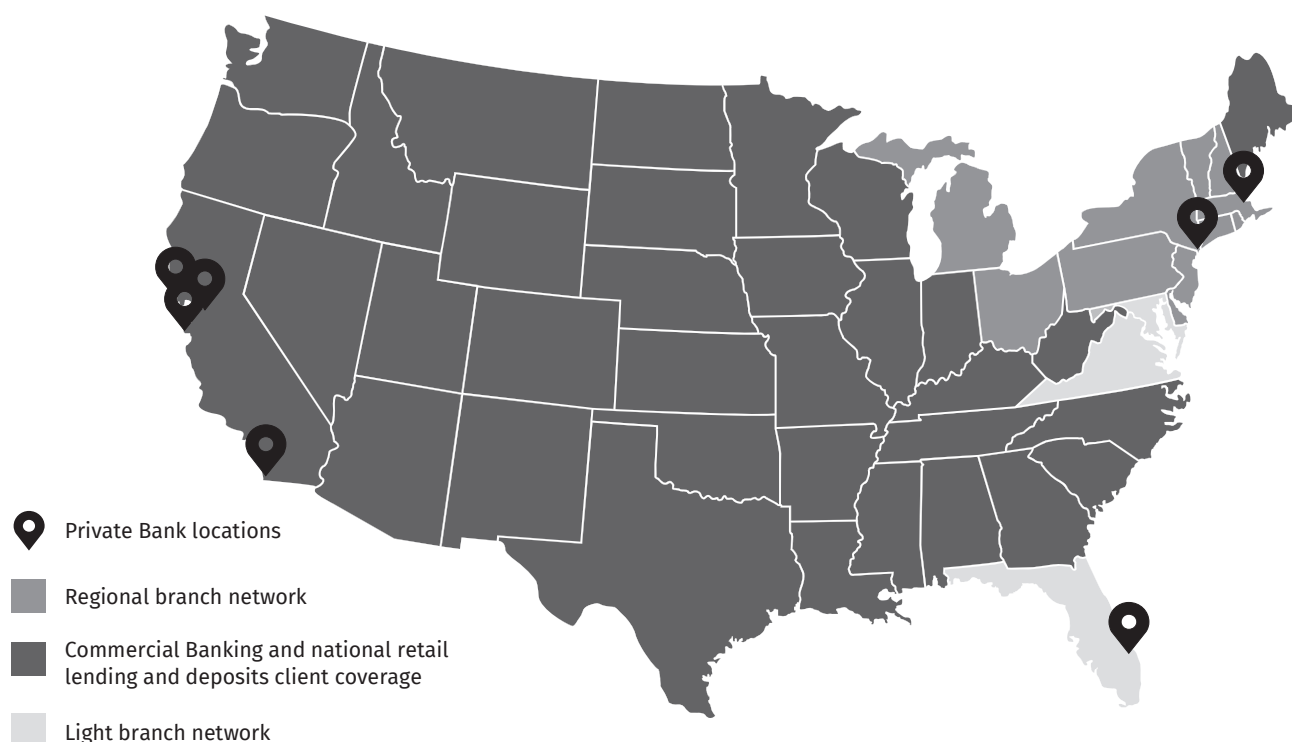 Private Bank locations
Regional branch network
Commercial Banking and national retail
lending and deposits client coverage
Light branch network